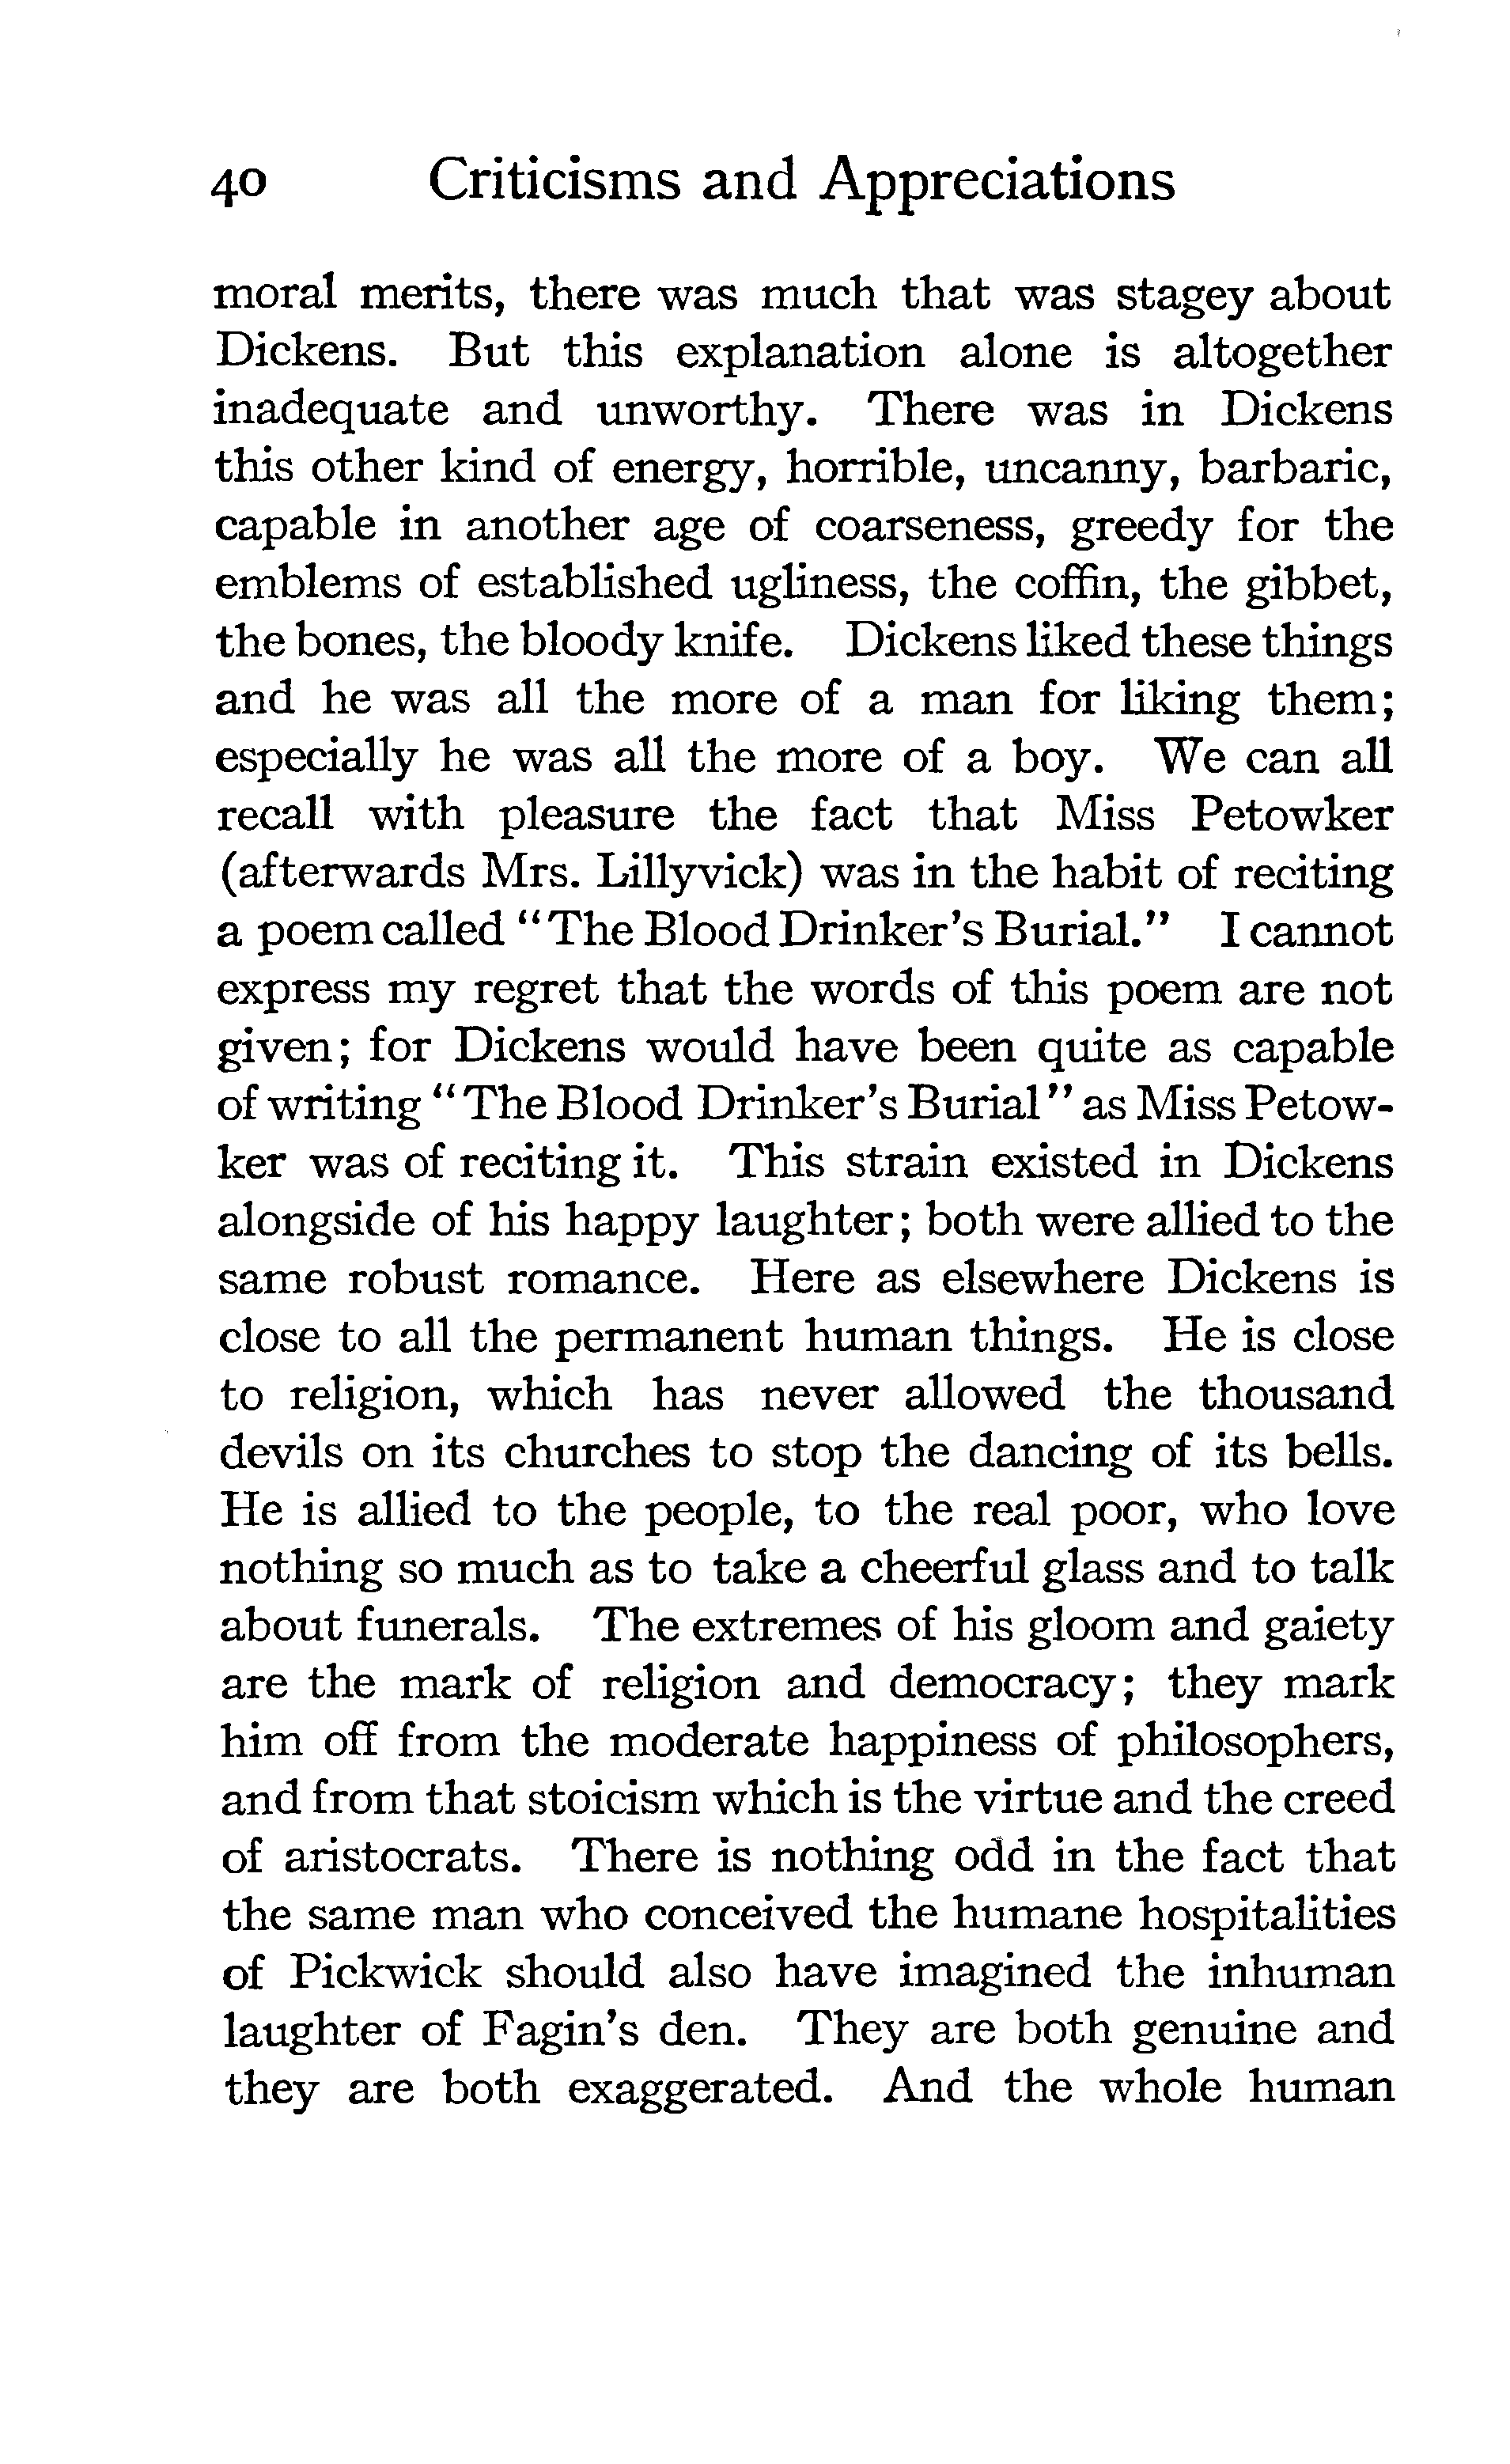 40 Criticisms and Appreciations
moral merits, there was much that was stagey about
Dickens. But this explanation alone is altogether
inadequate and unworthy. There was in Dickens
this other kind of energy, horrible, uncanny, barbaric,
capable in another age of coarseness, greedy for the
emblems of established ugliness, the coffin, the gibbet,
the bones, the bloody knife. Dickens liked these things
and he was all the more of a man for liking them;
especially he was all the more of a boy. We can all
recall with pleasure the fact that Miss Petowker
(afterwards Mrs. Lillyvick) was in the habit of reciting
a poem called "The Blood Drinker's Burial." I cannot
express my regret that the words of this poem are not
given; for Dickens would have been quite as capable
of writing "The Blood Drinker's Burial" as Miss Petow-
ker was of reciting it. This strain existed in Dickens
alongside of his happy laughter; both were allied to the
same robust romance. Here as elsewhere Dickens is
close to all the permanent human things. He is close
to religion, which has never allowed the thousand
devils on its churches to stop the dancing of its bells.
He is allied to the people, to the real poor, who love
nothing so much as to take a cheerful glass and to talk
about funerals. The extremes of his gloom and gaiety
are the mark of religion and democracy; they mark
him off from the moderate happiness of philosophers,
and from that stoicism which is the virtue and the creed
of aristocrats. There is nothing odd in the fact that
the same man who conceived the humane hospitalities
of Pickwick should also have imagined the inhuman
laughter of Fagin's den. They are both genuine and
they are both exaggerated. And the whole human